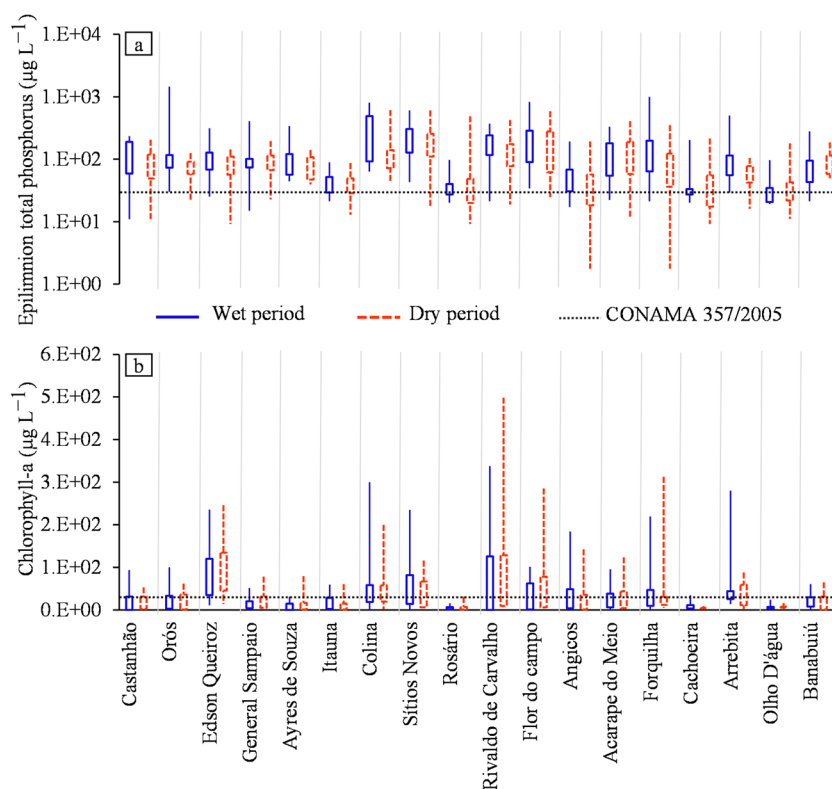 Epilimnion total phosphorus (µg L⁻¹)
1.E+04
1.E+03
1.E+02
1.E+01
1.E+00
a
Wet period
Dry period
CONAMA 357/2005
Chlorophyll-a (µg L⁻¹)
6.E+02
5.E+02
4.E+02
3.E+02
2.E+02
1.E+02
0.E+00
b
Castanhão
Orós
Edson Queiroz
General Sampaio
Ayres de Souza
Itauna
Colina
Sítios Novos
Rosário
Rivaldo de Carvalho
Flor do campo
Angicos
Acarape do Meio
Forquilha
Cachoeira
Arrebita
Olho D'água
Banabuiú